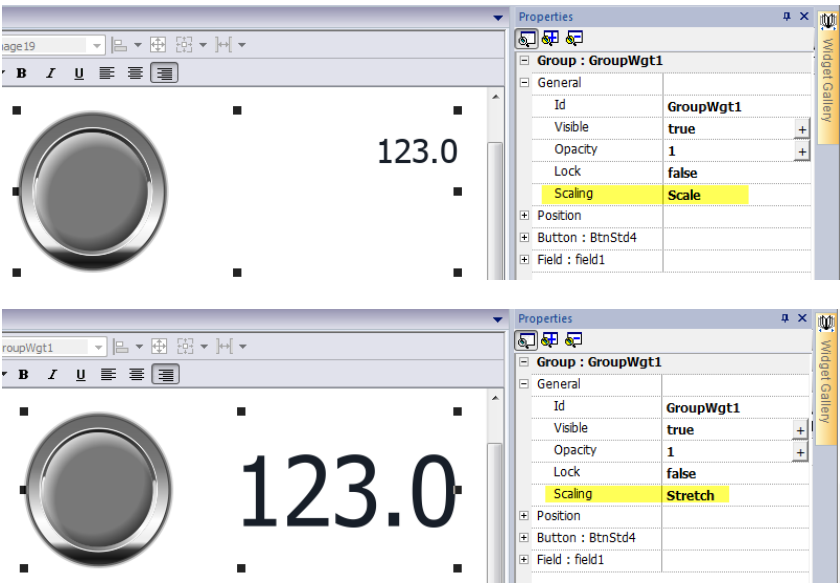 Properties
nage19
B I U
Group : GroupWgt1
General
Id GroupWgt1
Visible true +
Opacity 1 +
Lock false
Scaling Scale
Position
Button : BtnStd4
Field : field1
Widget Gallery
123.0
Properties
roupWgt1
B I U
Group : GroupWgt1
General
Id GroupWgt1
Visible true +
Opacity 1 +
Lock false
Scaling Stretch
Position
Button : BtnStd4
Field : field1
Widget Gallery
123.0